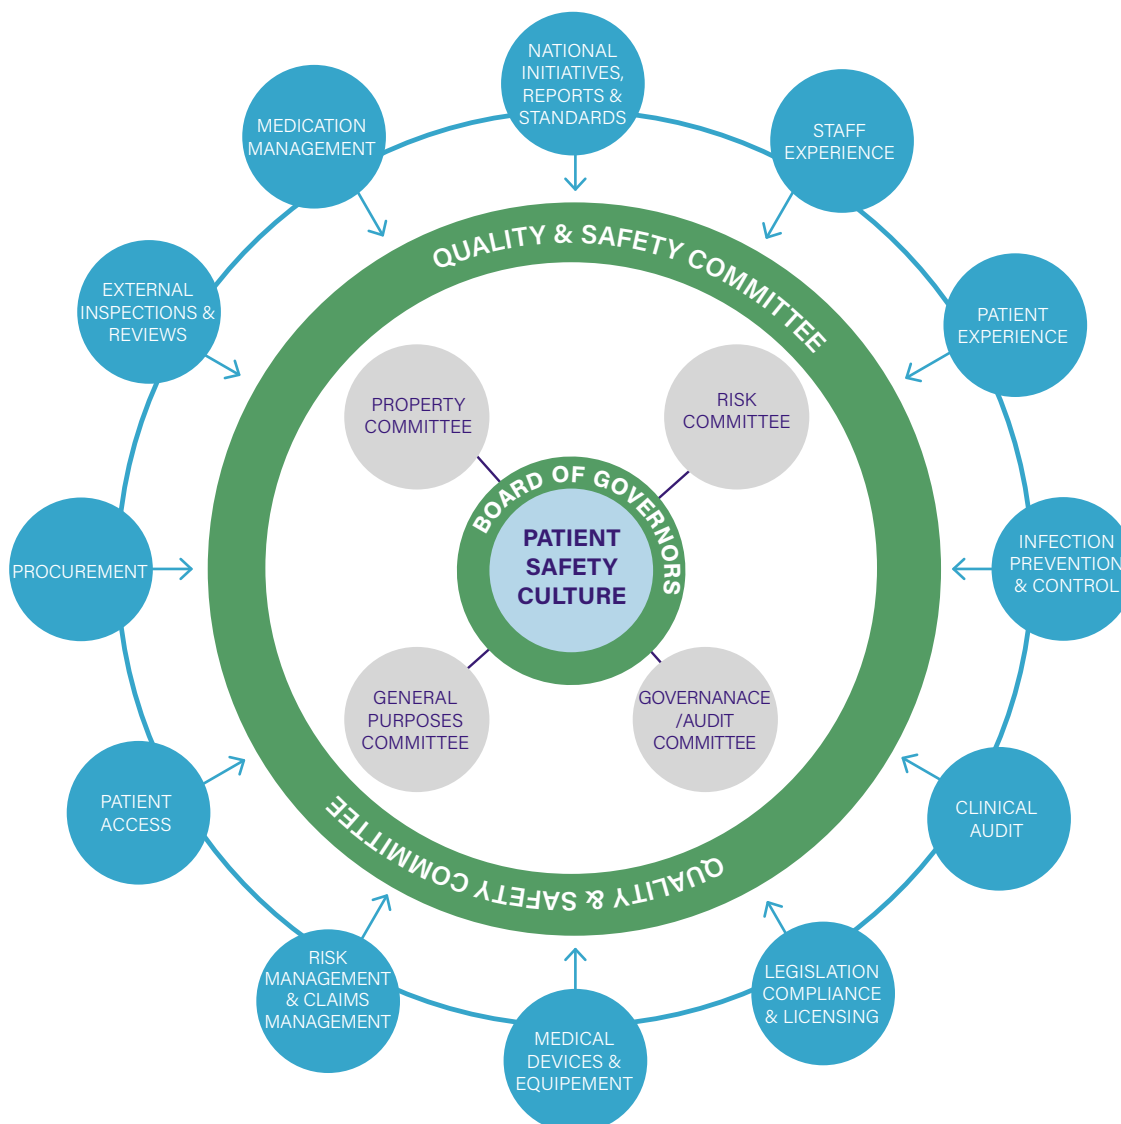 NATIONAL
INITIATIVES,
REPORTS &
STANDARDS
STAFF
EXPERIENCE
PATIENT
EXPERIENCE
INFECTION
PREVENTION
& CONTROL
CLINICAL
AUDIT
LEGISLATION
COMPLIANCE
& LICENSING
MEDICAL
DEVICES &
EQUIPEMENT
RISK
MANAGEMENT
& CLAIMS
MANAGEMENT
PATIENT
ACCESS
PROCUREMENT
EXTERNAL
INSPECTIONS &
REVIEWS
MEDICATION
MANAGEMENT
QUALITY & SAFETY COMMITTEE
QUALITY & SAFETY COMMITTEE
PROPERTY
COMMITTEE
RISK
COMMITTEE
BOARD OF GOVERNORS
PATIENT
SAFETY
CULTURE
GENERAL
PURPOSES
COMMITTEE
GOVERNANACE
/AUDIT
COMMITTEE